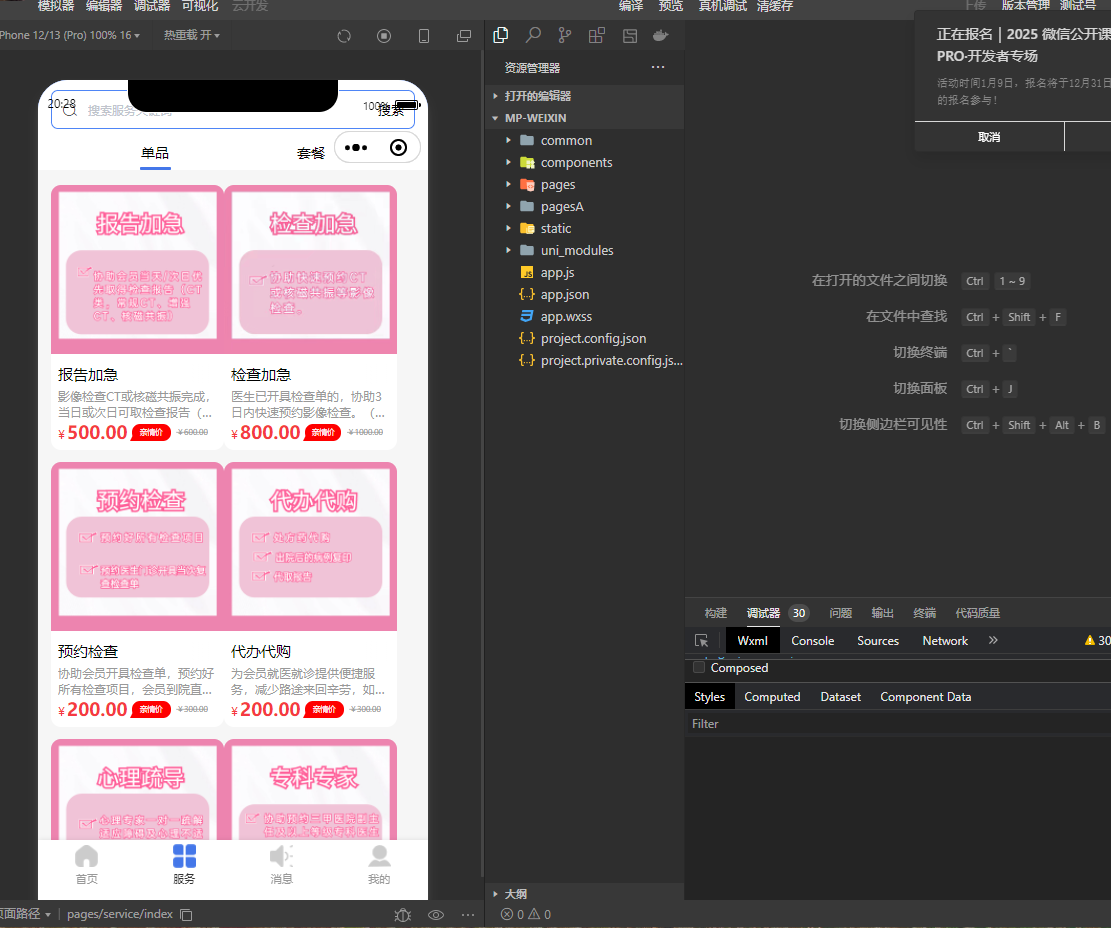 模拟器 编辑器 调试器 可视化 云开发
编译 预览 真机调试 清缓存
上传 版本管理 测试号
Phone 12/13 (Pro) 100% 16
热重载 开
正在报名 | 2025 微信公开课
PRO·开发者专场
活动时间1月9日，报名将于12月31日
的报名参与！
取消
资源管理器
打开的编辑器
MP-WEIXIN
common
components
pages
pagesA
static
uni_modules
app.js
app.json
app.wxss
project.config.json
project.private.config.js...
大纲
0 0
20:28
100%
搜索
单品
套餐
报告加急
协助会员当天/次日优
先取得检查报告（CT
类，常规CT、增强
CT、核磁共振）
检查加急
协助快速预约CT
或核磁共振等影像
检查。
报告加急
影像检查CT或核磁共振完成，
当日或次日可取检查报告（...
¥500.00 亲情价 ¥600.00
检查加急
医生已开具检查单的，协助3
日内快速预约影像检查。（...
¥800.00 亲情价 ¥1000.00
预约检查
预约好所有检查项目
预约医生门诊开具当次复
查检查单
代办代购
处方药代购
出院后的病例复印
代取报告
预约检查
协助会员开具检查单，预约好
所有检查项目，会员到院直...
¥200.00 亲情价 ¥300.00
代办代购
为会员就医就诊提供便捷服
务，减少路途来回辛劳，如...
¥200.00 亲情价 ¥300.00
心理疏导
心理专家一对一疏解
专科专家
协助预约三甲医院副主
任及以上等级专科医生
首页
服务
消息
我的
页面路径
pages/service/index
在打开的文件之间切换 Ctrl 1 ~ 9
在文件中查找 Ctrl + Shift + F
切换终端 Ctrl + `
切换面板 Ctrl + J
切换侧边栏可见性 Ctrl + Shift + Alt + B
构建 调试器 30 问题 输出 终端 代码质量
Wxml Console Sources Network 30
Composed
Styles Computed Dataset Component Data
Filter